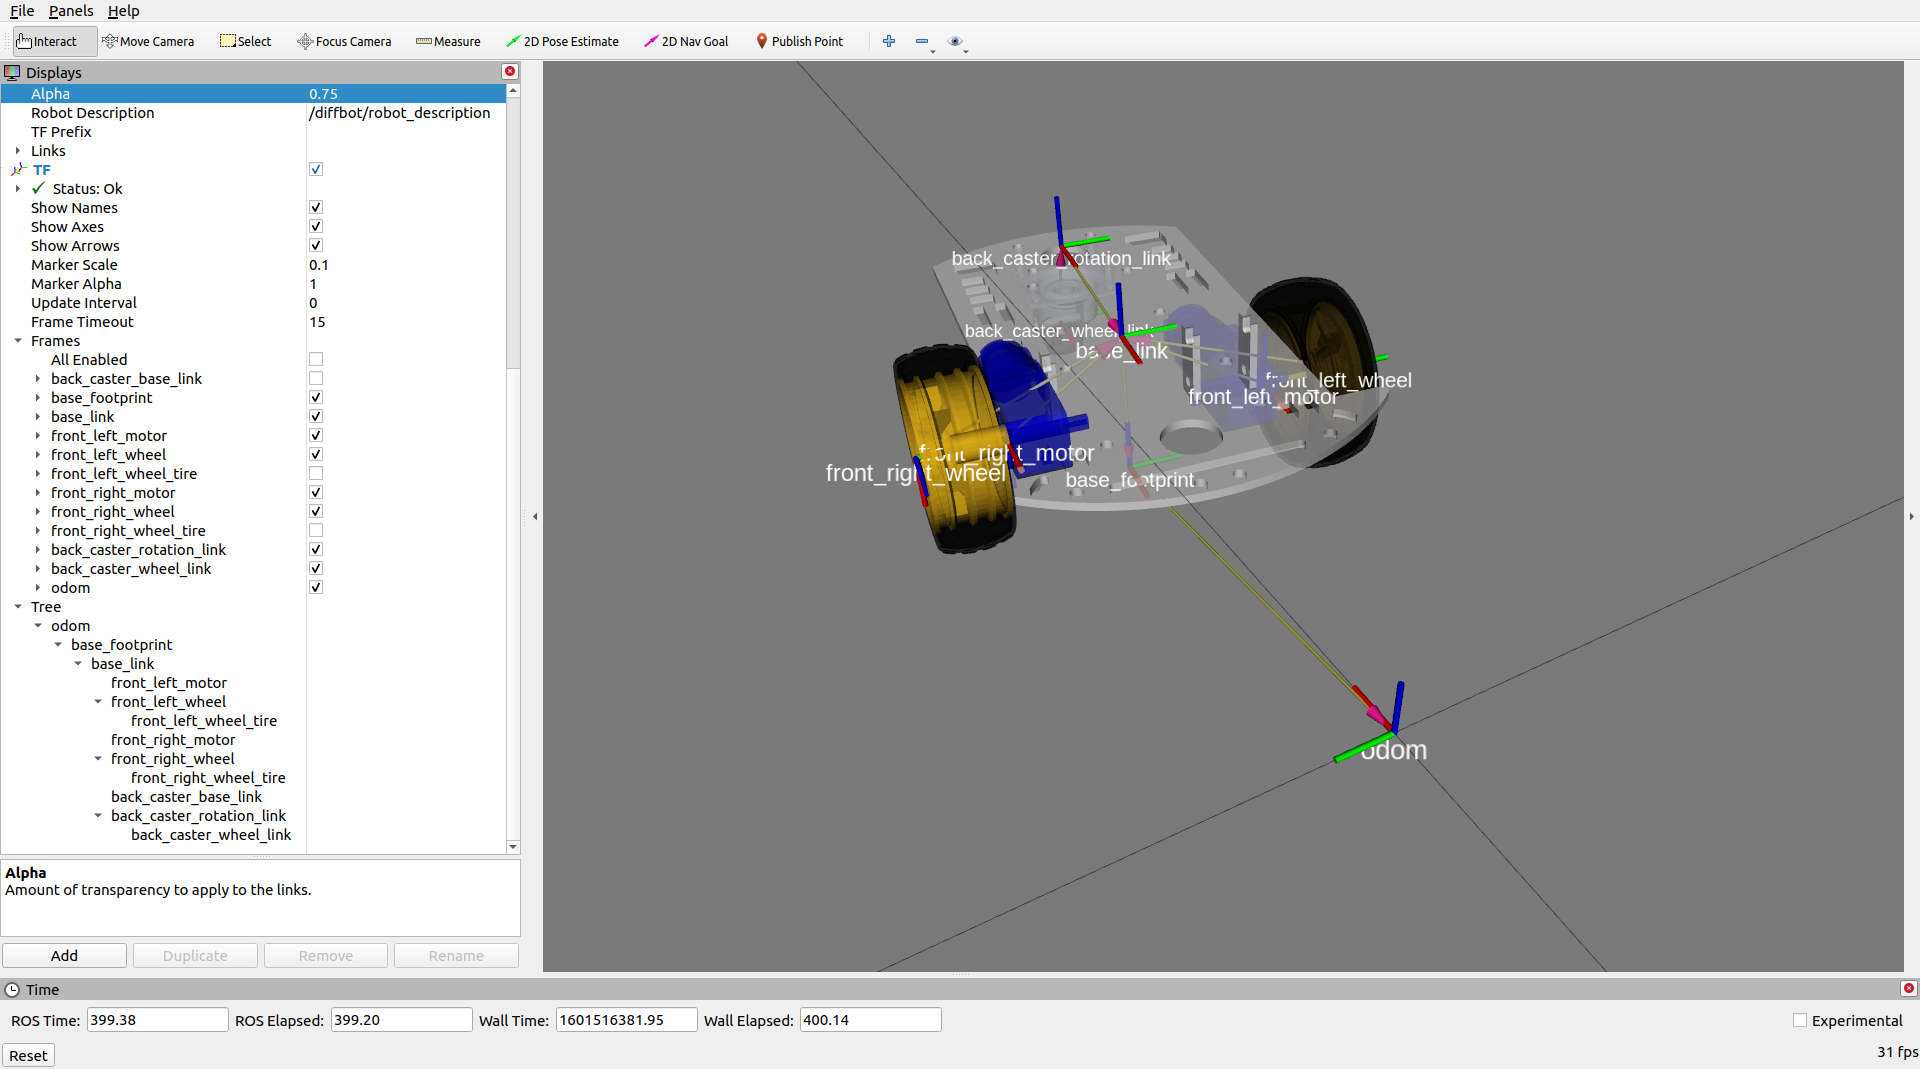 File Panels Help
Interact Move Camera Select Focus Camera Measure 2D Pose Estimate 2D Nav Goal Publish Point
Displays
Alpha 0.75
Robot Description /diffbot/robot_description
TF Prefix
Links
TF
Status: Ok
Show Names
Show Axes
Show Arrows
Marker Scale 0.1
Marker Alpha 1
Update Interval 0
Frame Timeout 15
Frames
All Enabled
back_caster_base_link
base_footprint
base_link
front_left_motor
front_left_wheel
front_left_wheel_tire
front_right_motor
front_right_wheel
front_right_wheel_tire
back_caster_rotation_link
back_caster_wheel_link
odom
Tree
odom
base_footprint
base_link
front_left_motor
front_left_wheel
front_left_wheel_tire
front_right_motor
front_right_wheel
front_right_wheel_tire
back_caster_base_link
back_caster_rotation_link
back_caster_wheel_link
Alpha
Amount of transparency to apply to the links.
Add Duplicate Remove Rename
back_caster_rotation_link
back_caster_wheel_link
base_link
front_left_wheel
front_left_motor
front_right_motor
front_right_wheel
base_footprint
odom
Time
ROS Time: 399.38 ROS Elapsed: 399.20 Wall Time: 1601516381.95 Wall Elapsed: 400.14 Experimental
Reset 31 fps